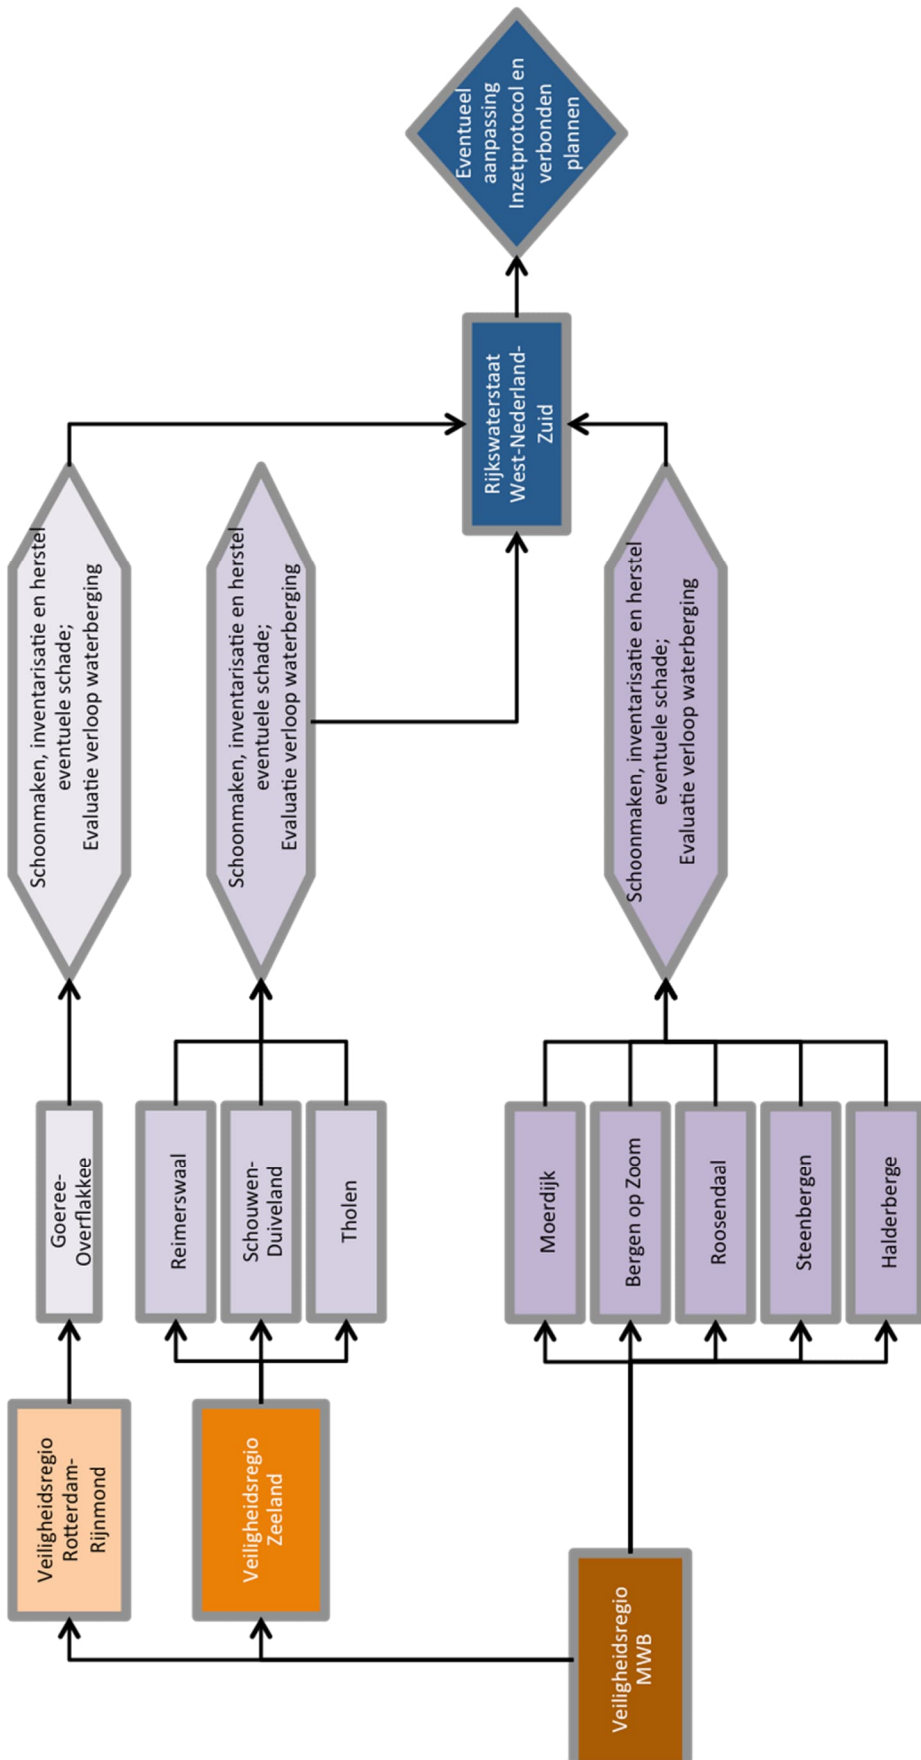 Veiligheidsregio
Rotterdam-
Rijnmond
Goeree-
Overflakkee
Schoonmaken, inventarisatie en herstel
eventuele schade;
Evaluatie verloop waterberging
Veiligheidsregio
Zeeland
Reimerswaal
Schouwen-
Duiveland
Tholen
Schoonmaken, inventarisatie en herstel
eventuele schade;
Evaluatie verloop waterberging
Rijkswaterstaat
West-Nederland-
Zuid
Eventueel
aanpassing
Inzetprotocol en
verbonden
plannen
Veiligheidsregio
MWB
Moerdijk
Bergen op Zoom
Roosendaal
Steenbergen
Halderberge
Schoonmaken, inventarisatie en herstel
eventuele schade;
Evaluatie verloop waterberging